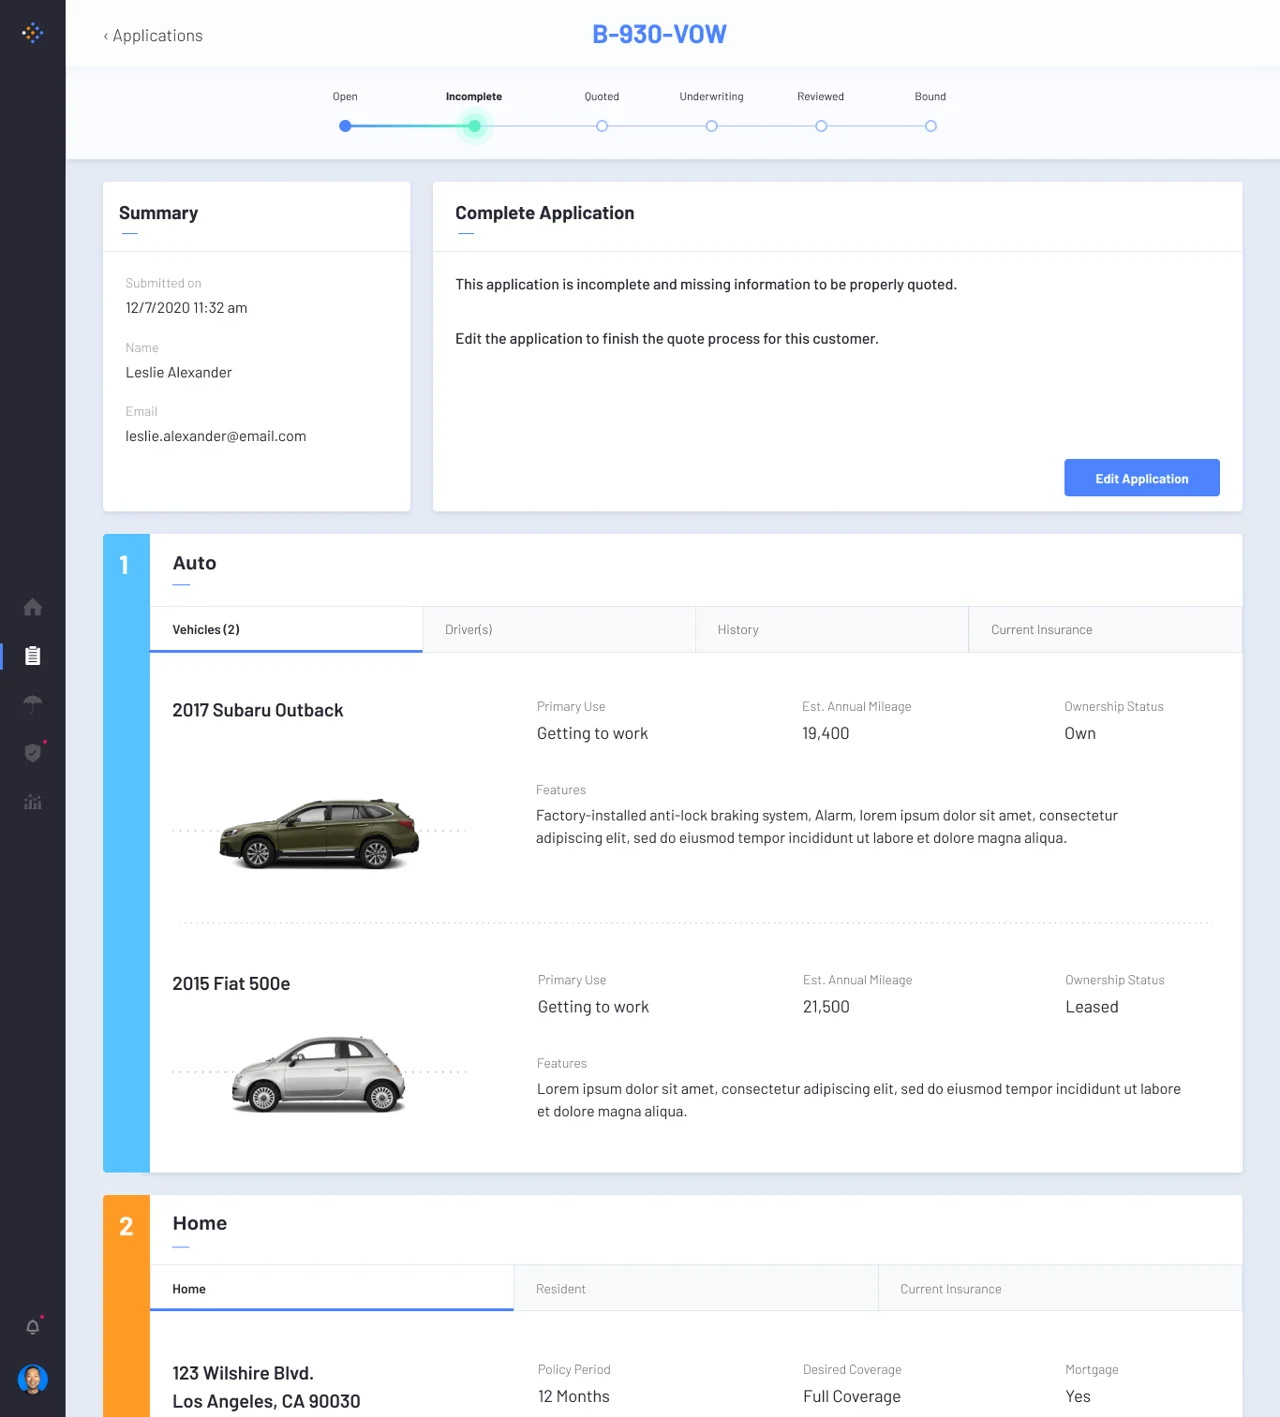 ‹ Applications
B-930-VOW
Open
Incomplete
Quoted
Underwriting
Reviewed
Bound
Summary
Submitted on
12/7/2020 11:32 am
Name
Leslie Alexander
Email
leslie.alexander@email.com
Complete Application
This application is incomplete and missing information to be properly quoted.
Edit the application to finish the quote process for this customer.
Edit Application
1
Auto
Vehicles (2)
Driver(s)
History
Current Insurance
2017 Subaru Outback
Primary Use
Getting to work
Est. Annual Mileage
19,400
Ownership Status
Own
Features
Factory-installed anti-lock braking system, Alarm, lorem ipsum dolor sit amet, consectetur
adipiscing elit, sed do eiusmod tempor incididunt ut labore et dolore magna aliqua.
2015 Fiat 500e
Primary Use
Getting to work
Est. Annual Mileage
21,500
Ownership Status
Leased
Features
Lorem ipsum dolor sit amet, consectetur adipiscing elit, sed do eiusmod tempor incididunt ut labore
et dolore magna aliqua.
2
Home
Home
Resident
Current Insurance
123 Wilshire Blvd.
Los Angeles, CA 90030
Policy Period
12 Months
Desired Coverage
Full Coverage
Mortgage
Yes